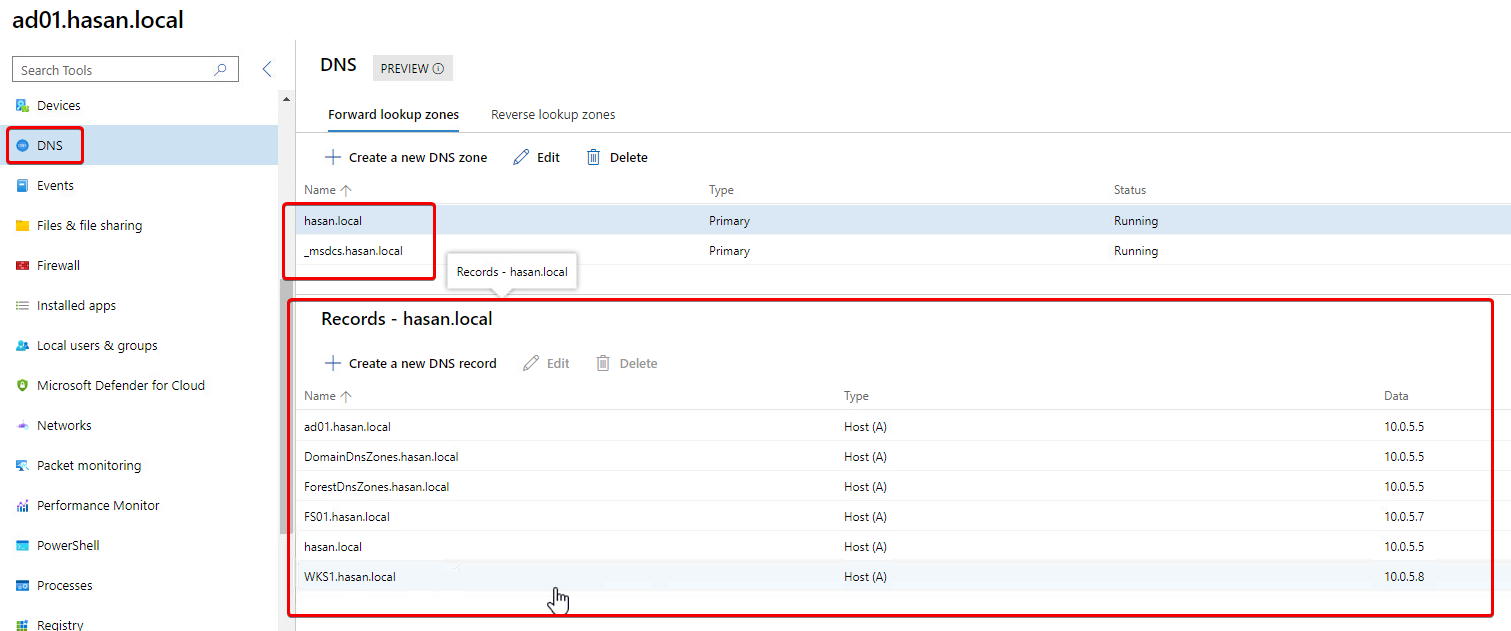 ad01.hasan.local
Search Tools
Devices
DNS
Events
Files & file sharing
Firewall
Installed apps
Local users & groups
Microsoft Defender for Cloud
Networks
Packet monitoring
Performance Monitor
PowerShell
Processes
Registry
DNS PREVIEW
Forward lookup zones Reverse lookup zones
Create a new DNS zone Edit Delete
Name Type Status
hasan.local Primary Running
_msdcs.hasan.local Primary Running
Records - hasan.local
Records - hasan.local
Create a new DNS record Edit Delete
Name Type Data
ad01.hasan.local Host (A) 10.0.5.5
DomainDnsZones.hasan.local Host (A) 10.0.5.5
ForestDnsZones.hasan.local Host (A) 10.0.5.5
FS01.hasan.local Host (A) 10.0.5.7
hasan.local Host (A) 10.0.5.5
WKS1.hasan.local Host (A) 10.0.5.8